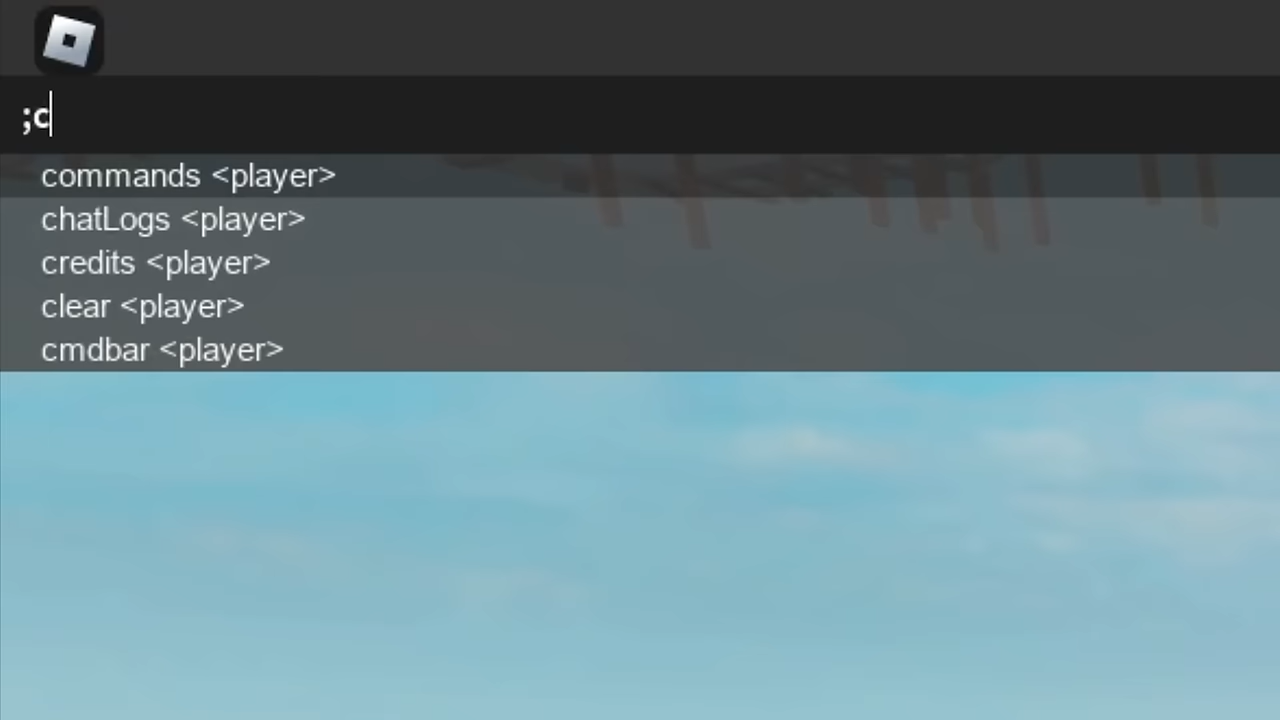 ;c
commands <player>
chatLogs <player>
credits <player>
clear <player>
cmdbar <player>